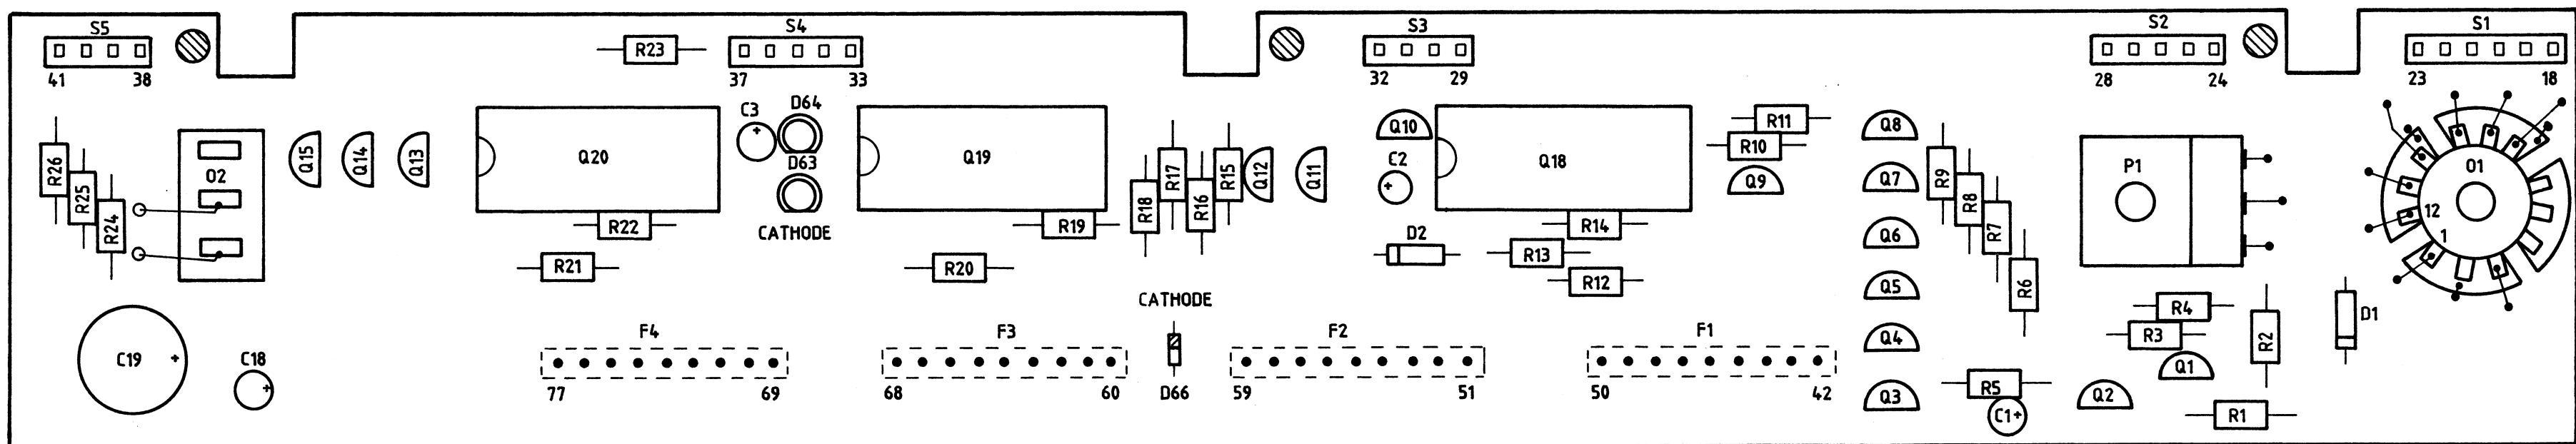 S5 S4 S3 S2 S1
R23
41 38 37 33 32 29 28 24 23 18
C3 D64
Q10 R11 Q8
R10
Q15 Q14 Q13 Q20 D63 Q19 C2 Q18
R26 R25 R24 O2 R18 R17 R16 R15 Q12 Q11 Q9 Q7 R9 R8 R7 P1 O1
12
1
R22 CATHODE R19 D2 R14 Q6
R21 R20 R13
R12 Q5 R6
CATHODE
R4
F4 F3 F2 F1 Q4 R3 R2 D1
C19 C18
Q1
77 69 68 60 D66 59 51 50 42 Q3 R5 Q2
C1 R1
+ + + + +